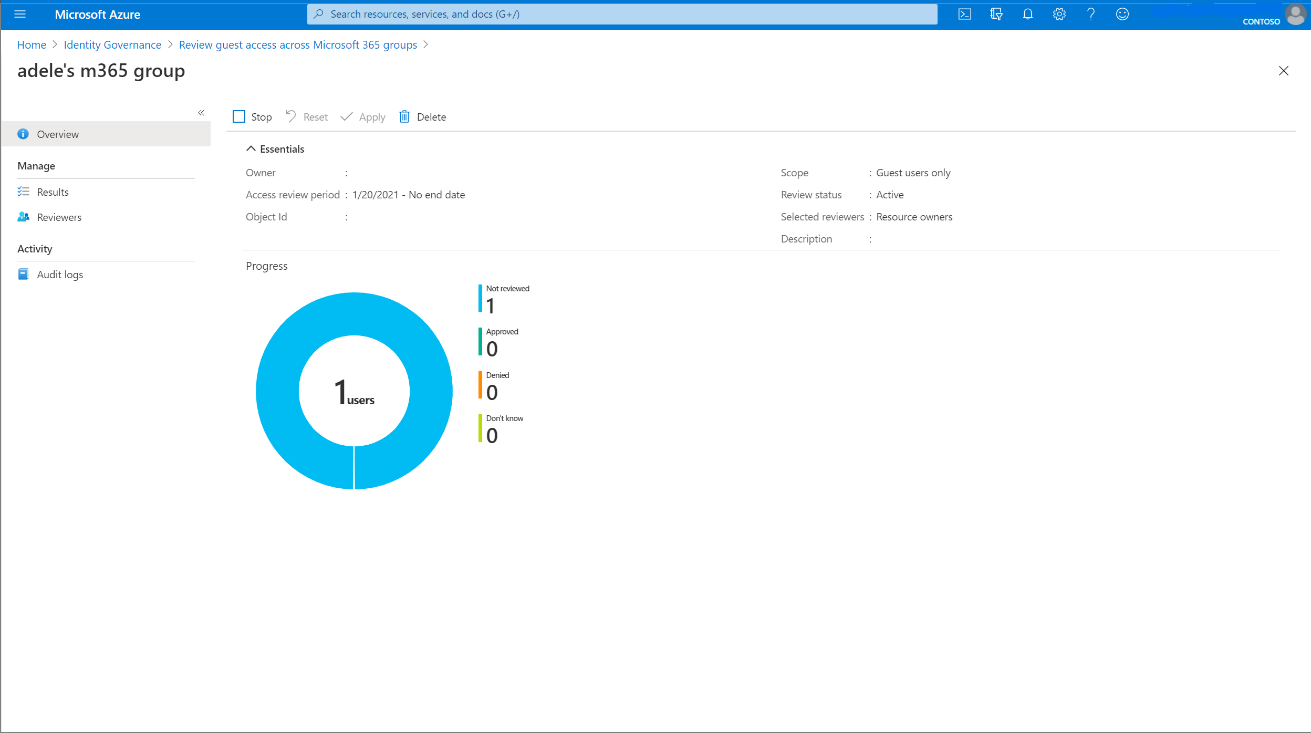 Microsoft Azure
Search resources, services, and docs (G+/)
CONTOSO
Home > Identity Governance > Review guest access across Microsoft 365 groups >
adele's m365 group
«
Stop Reset Apply Delete
Overview
Manage
Results
Reviewers
Activity
Audit logs
Essentials
Owner :
Access review period : 1/20/2021 - No end date
Object Id :
Scope : Guest users only
Review status : Active
Selected reviewers : Resource owners
Description :
Progress
1 users
Not reviewed
1
Approved
0
Denied
0
Don't know
0